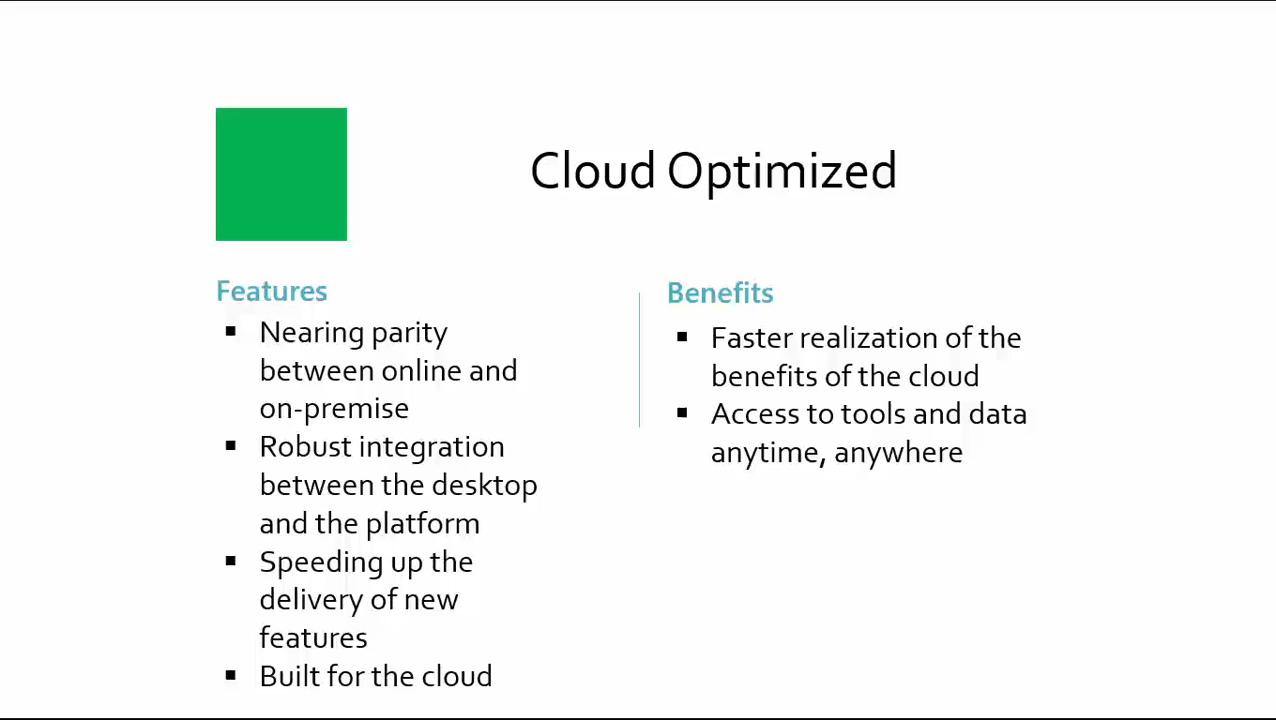 Cloud Optimized
Features
▪ Nearing parity
between online and
on-premise
▪ Robust integration
between the desktop
and the platform
▪ Speeding up the
delivery of new
features
▪ Built for the cloud
Benefits
▪ Faster realization of the
benefits of the cloud
▪ Access to tools and data
anytime, anywhere